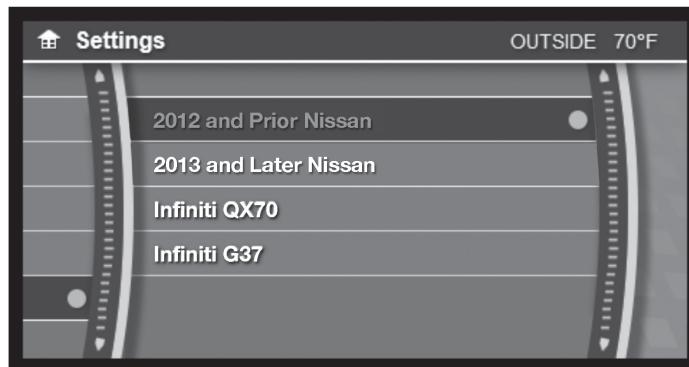 Settings OUTSIDE 70°F
2012 and Prior Nissan
2013 and Later Nissan
Infiniti QX70
Infiniti G37